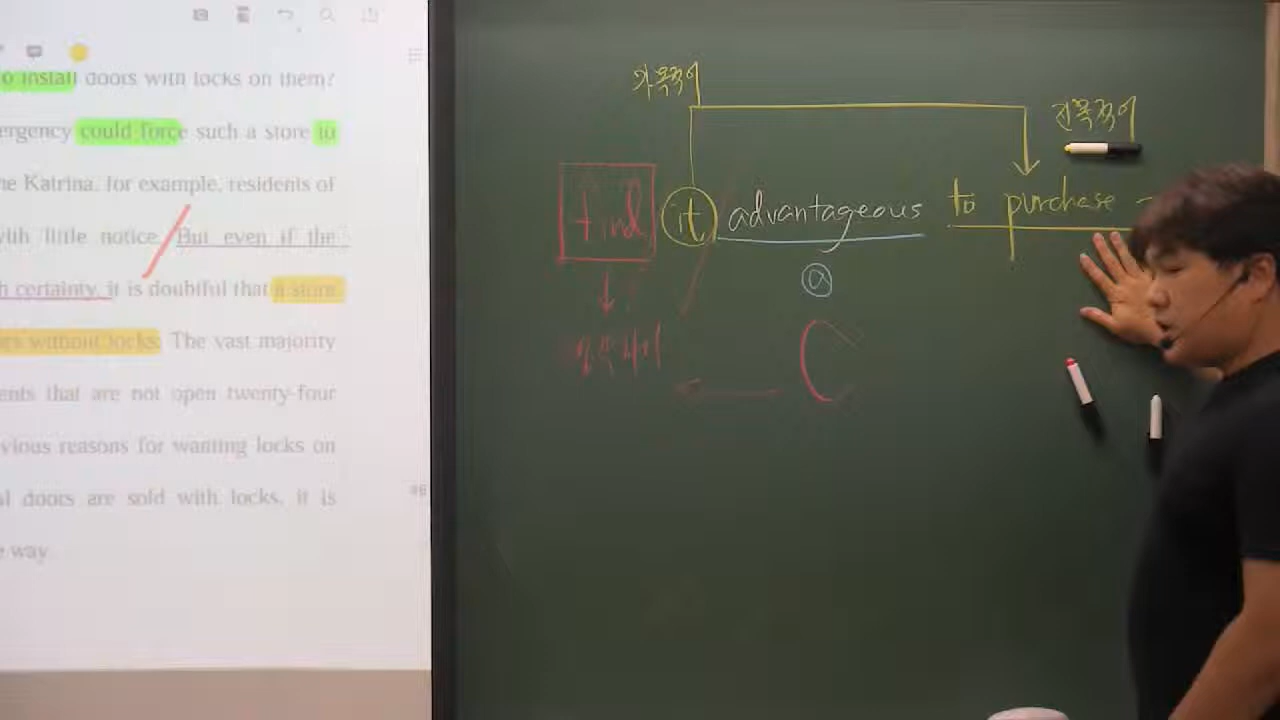 o install doors with locks on them?
ergency could force such a store to
ne Katrina, for example, residents of
with little notice. But even if the
h certainty, it is doubtful that a store
ors without locks. The vast majority
ents that are not open twenty-four
vious reasons for wanting locks on
al doors are sold with locks, it is
e way.
46
가목적어
진목적어
find it advantageous to purchase -
ⓐ